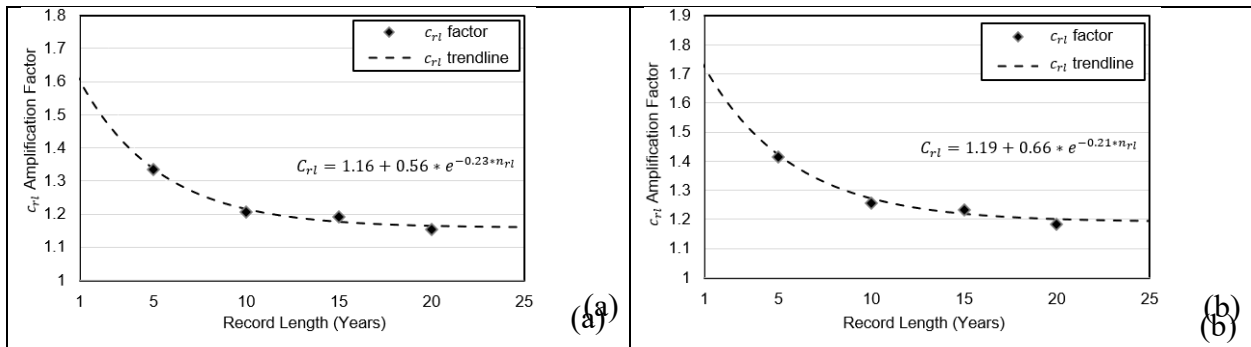 1.8
1.7
1.6
1.5
1.4
1.3
1.2
1.1
1
c_rl Amplification Factor
c_rl factor
c_rl trendline
C_rl = 1.16 + 0.56 * e^(-0.23*n_rl)
1 5 10 15 20 25
Record Length (Years)
(a)
(a)
1.9
1.8
1.7
1.6
1.5
1.4
1.3
1.2
1.1
1
c_rl Amplification Factor
c_rl factor
c_rl trendline
C_rl = 1.19 + 0.66 * e^(-0.21*n_rl)
1 5 10 15 20 25
Record Length (Years)
(b)
(b)